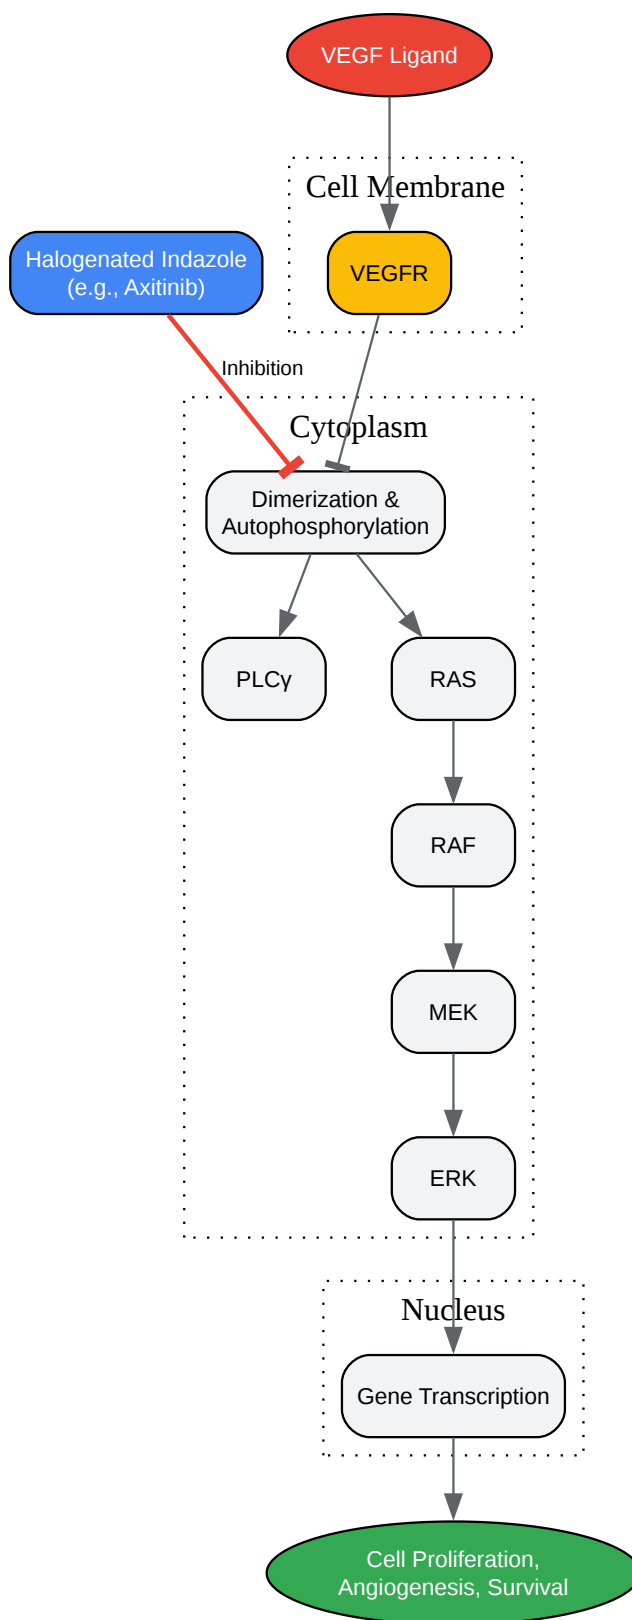 VEGF Ligand
Cell Membrane
Halogenated Indazole
(e.g., Axitinib)
VEGFR
Inhibition
Cytoplasm
Dimerization &
Autophosphorylation
PLCγ
RAS
RAF
MEK
ERK
Nucleus
Gene Transcription
Cell Proliferation,
Angiogenesis, Survival